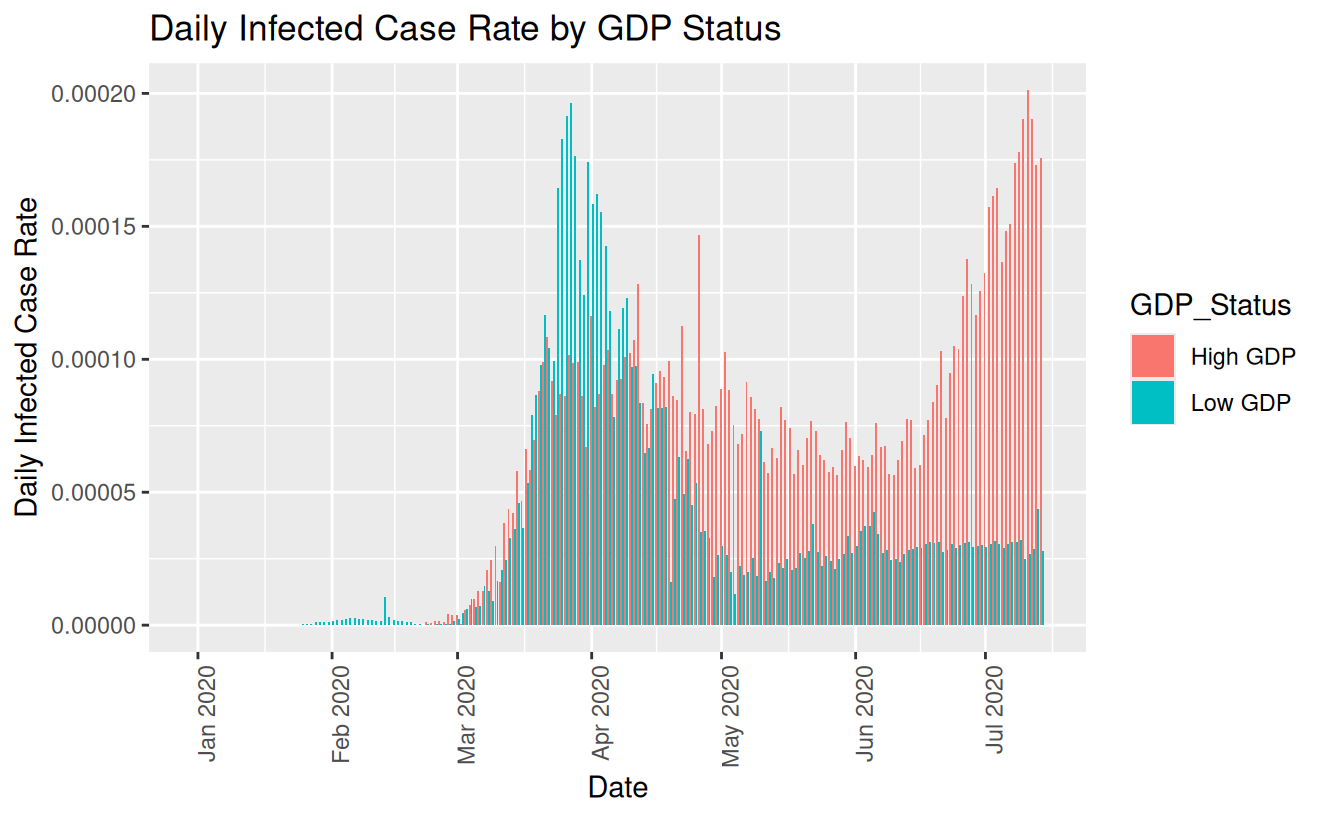 Daily Infected Case Rate by GDP Status
Daily Infected Case Rate
0.00020
0.00015
0.00010
0.00005
0.00000
Jan 2020
Feb 2020
Mar 2020
Apr 2020
May 2020
Jun 2020
Jul 2020
Date
GDP_Status
High GDP
Low GDP